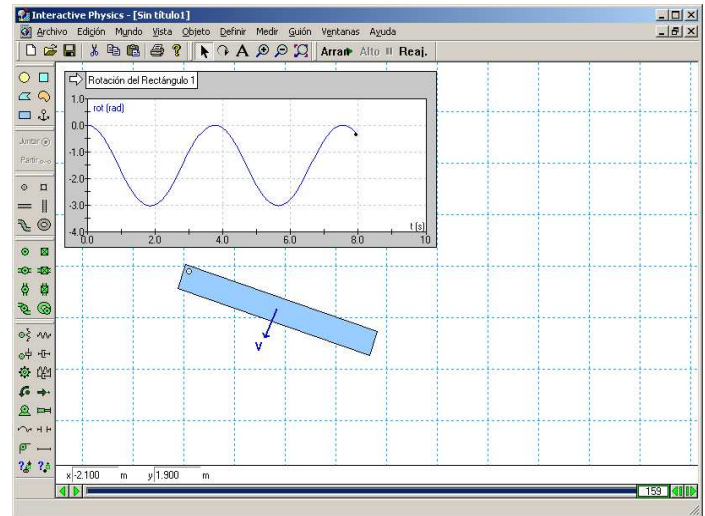 Interactive Physics - [Sin título1]
Archivo Edición Mundo Vista Objeto Definir Medir Guión Ventanas Ayuda
A Arran Alto II Reaj.
Rotación del Rectángulo 1
rot (rad)
1.0
0.0
-1.0
-2.0
-3.0
-4.0
0.0 2.0 4.0 6.0 8.0 10
t (s)
Juntar
Partir
V
x -2.100 m y 1.900 m
159